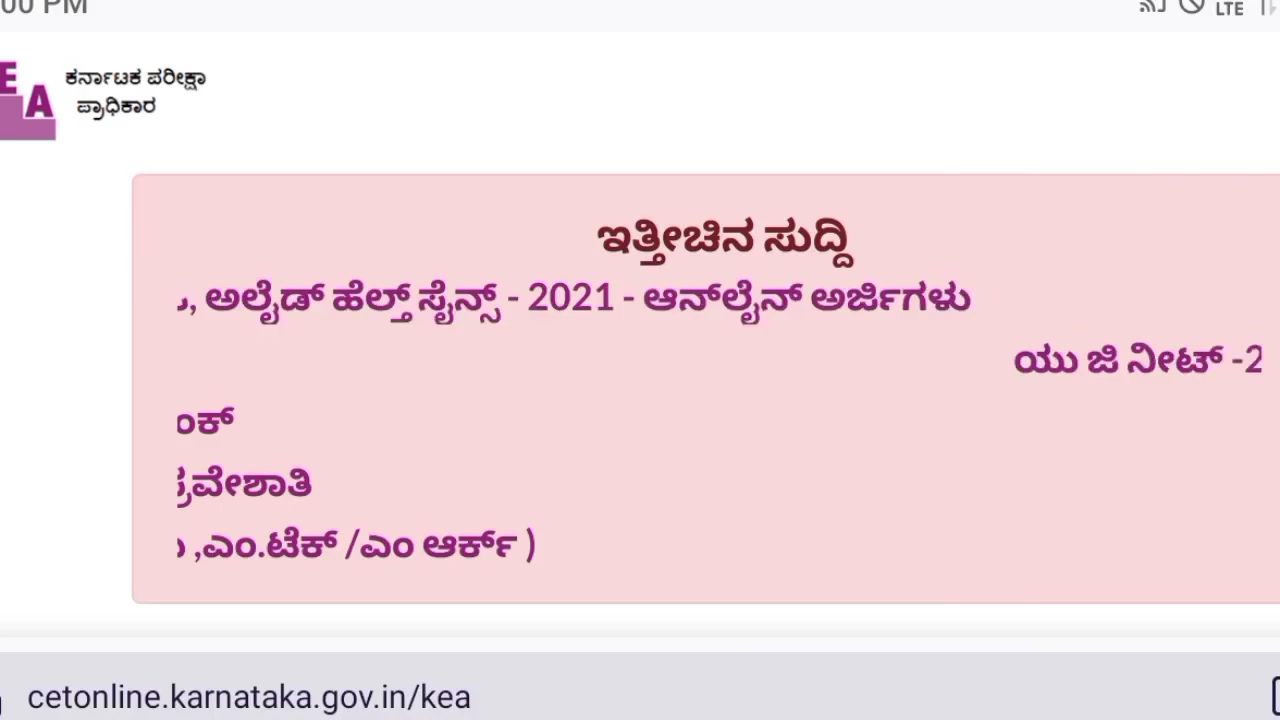 :00 PM
LTE
EA
ಕರ್ನಾಟಕ ಪರೀಕ್ಷಾ
ಪ್ರಾಧಿಕಾರ
ಇತ್ತೀಚಿನ ಸುದ್ದಿ
, ಅಲೈಡ್ ಹೆಲ್ತ್ ಸೈನ್ಸ್ - 2021 - ಆನ್‌ಲೈನ್ ಅರ್ಜಿಗಳು
ಯು ಜಿ ನೀಟ್ -2
,ಎಂ.ಟೆಕ್ /ಎಂ ಆರ್ಕ್ )
cetonline.karnataka.gov.in/kea